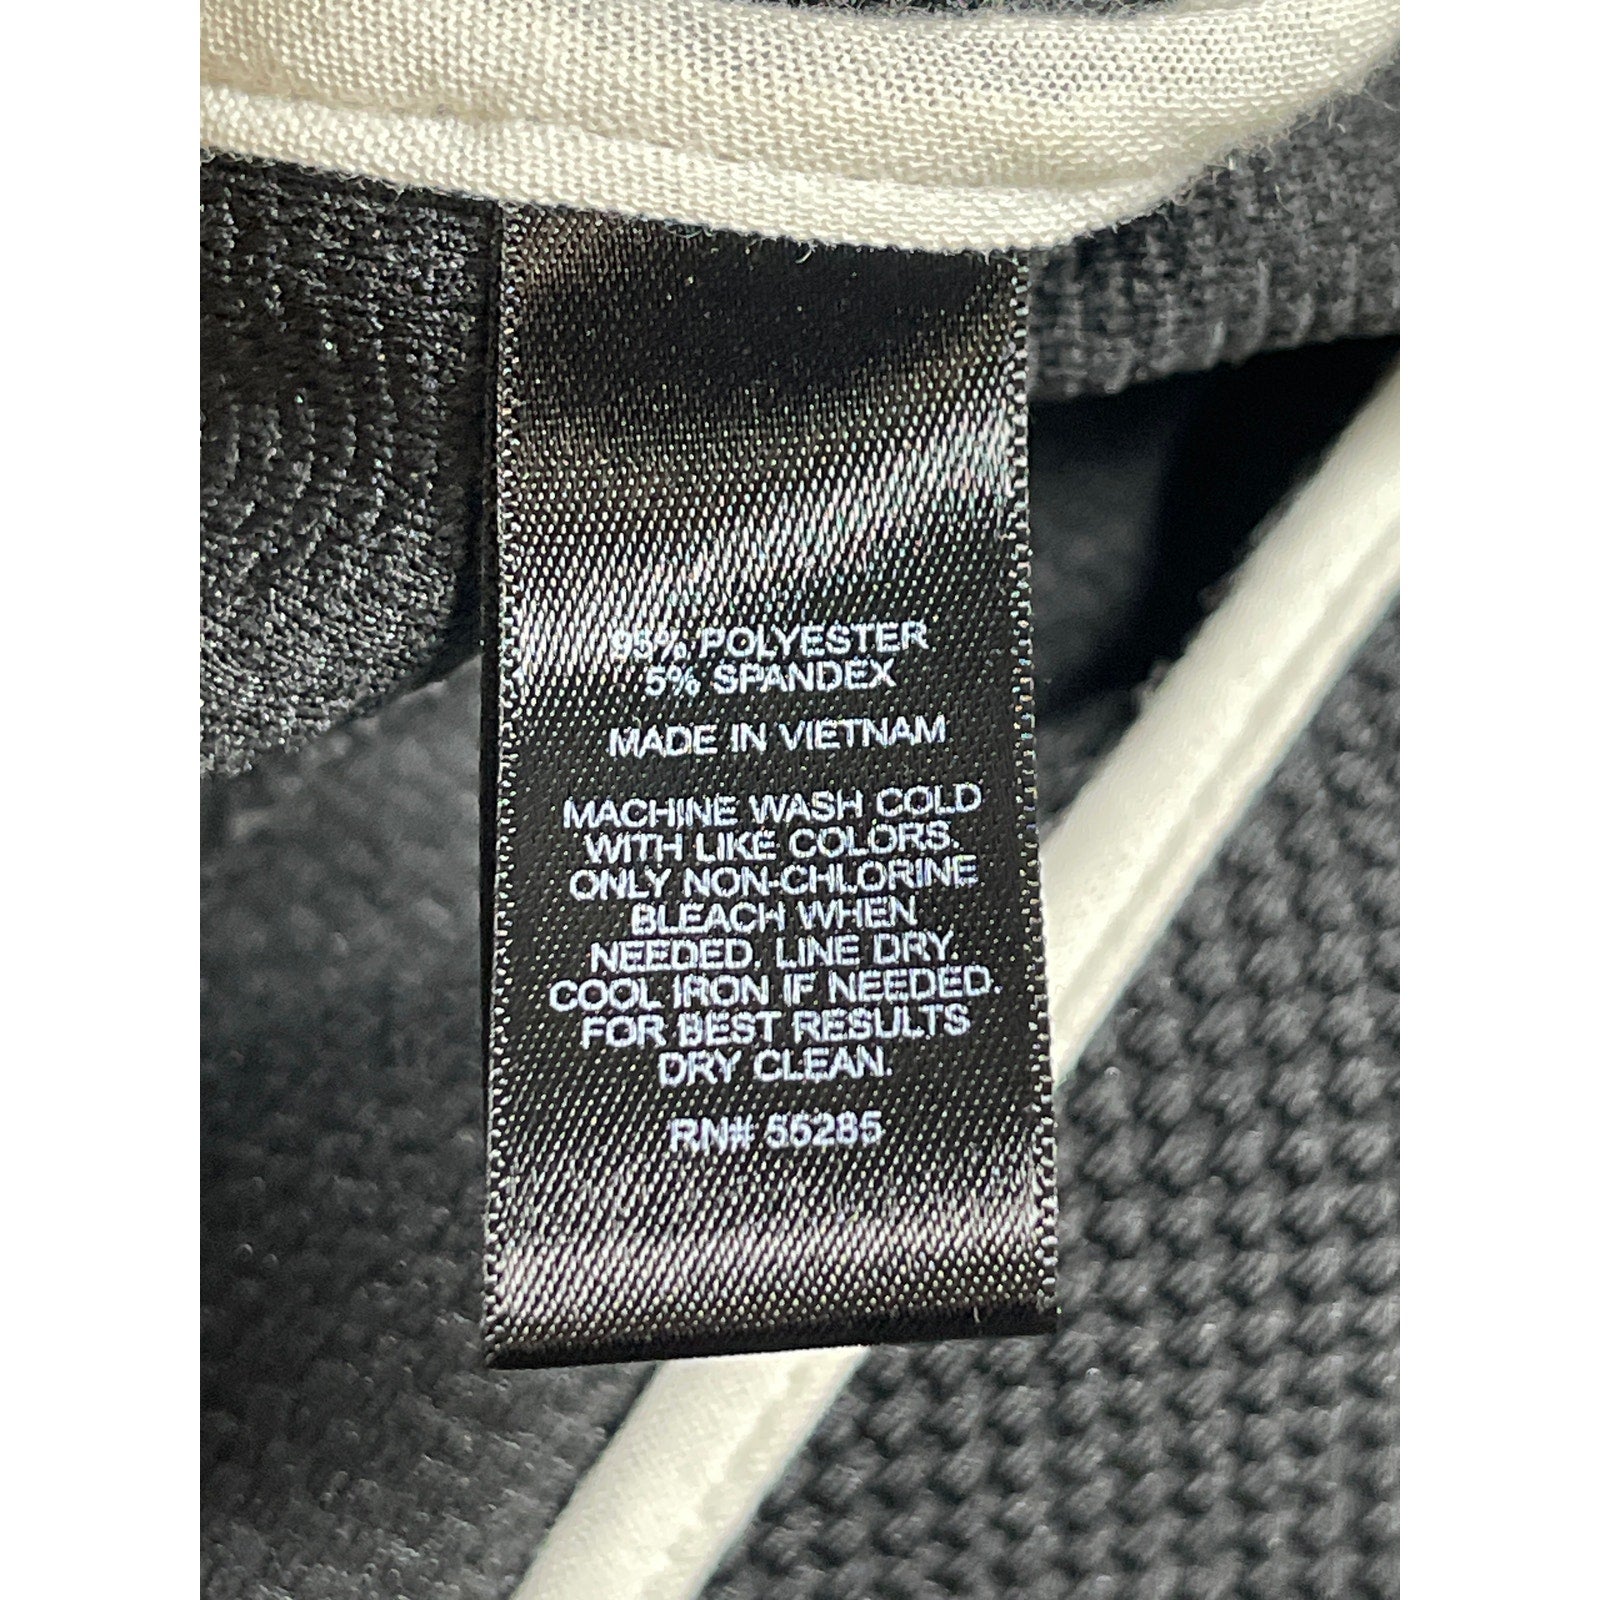 95% POLYESTER
5% SPANDEX
MADE IN VIETNAM
MACHINE WASH COLD
WITH LIKE COLORS.
ONLY NON-CHLORINE
BLEACH WHEN
NEEDED. LINE DRY.
COOL IRON IF NEEDED.
FOR BEST RESULTS
DRY CLEAN.
RN# 55285